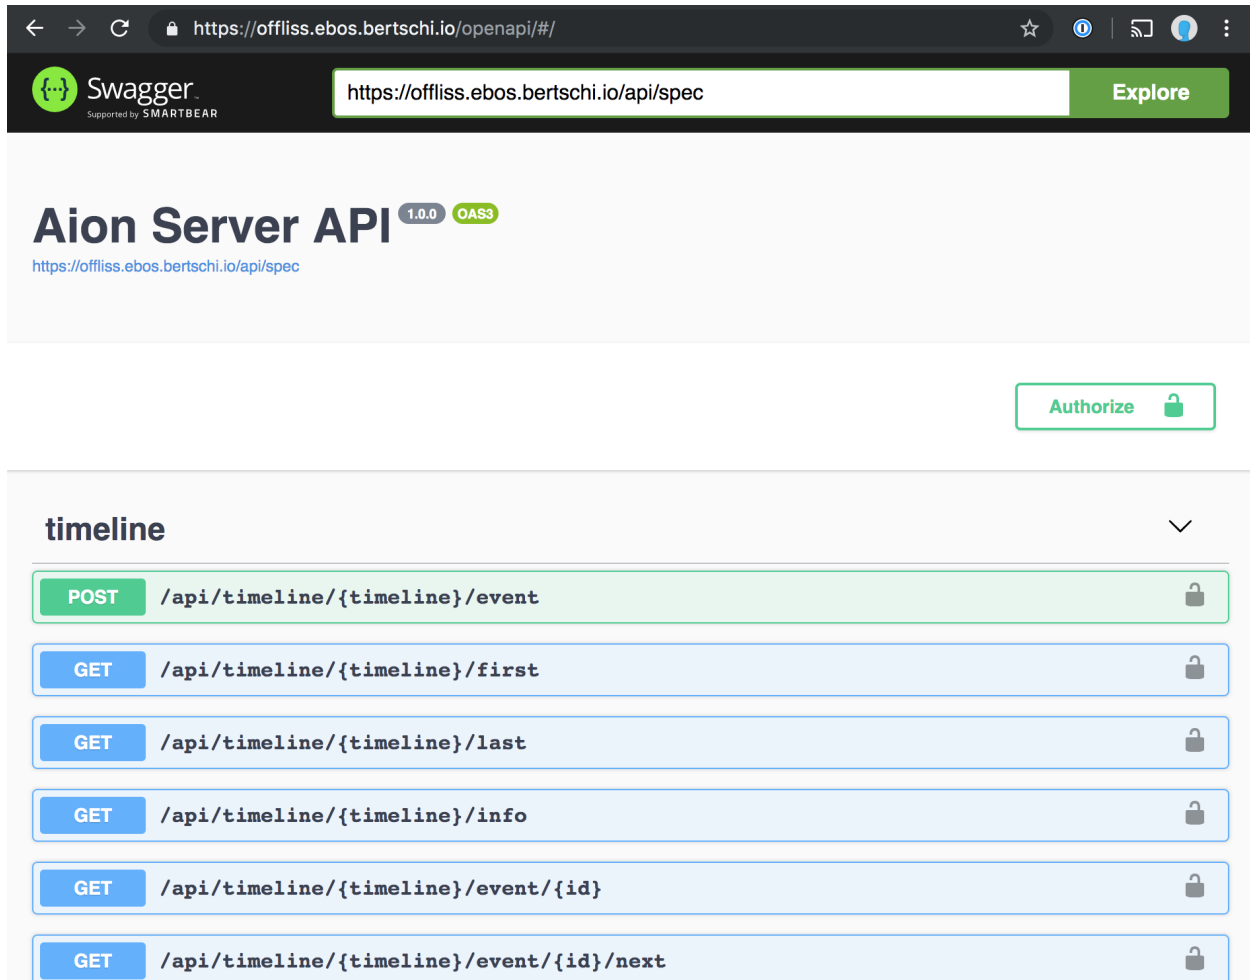 https://offliss.ebos.bertschi.io/openapi/#/
Swagger
Supported by SMARTBEAR
https://offliss.ebos.bertschi.io/api/spec
Explore
Aion Server API 1.0.0 OAS3
https://offliss.ebos.bertschi.io/api/spec
Authorize
timeline
POST /api/timeline/{timeline}/event
GET /api/timeline/{timeline}/first
GET /api/timeline/{timeline}/last
GET /api/timeline/{timeline}/info
GET /api/timeline/{timeline}/event/{id}
GET /api/timeline/{timeline}/event/{id}/next